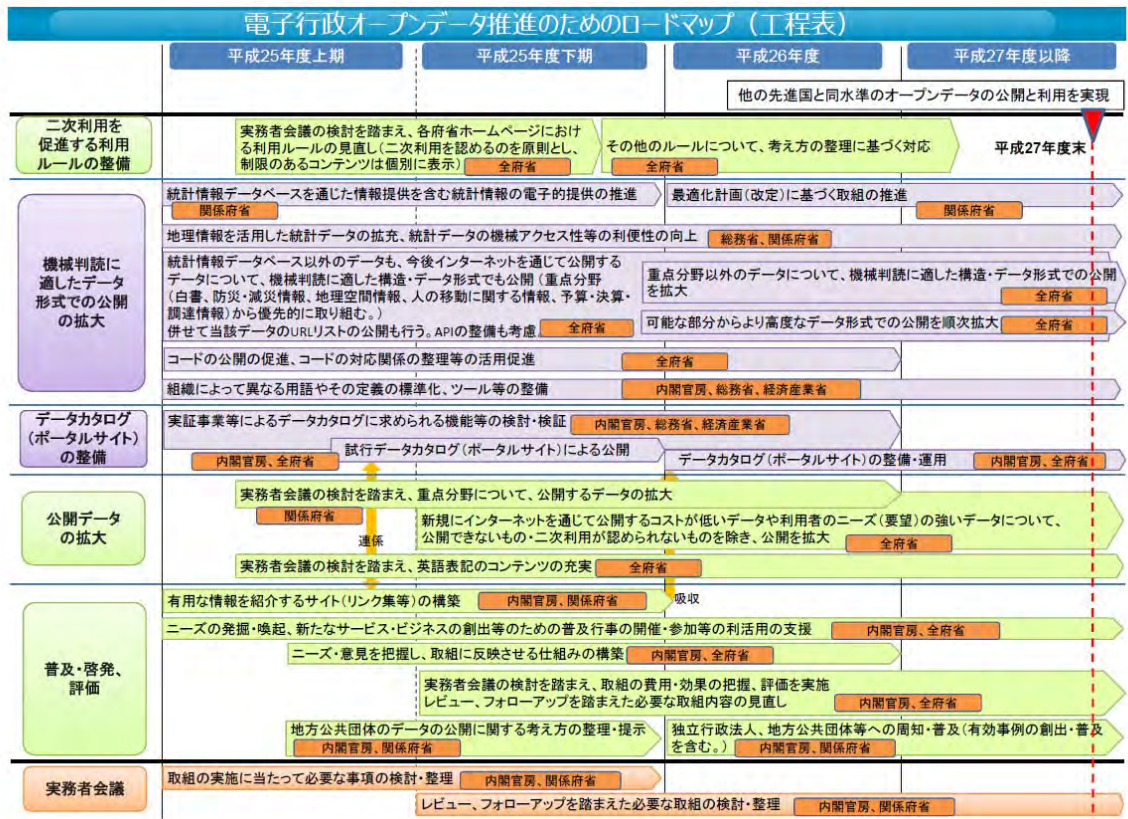 電子行政オープンデータ推進のためのロードマップ（工程表）
平成25年度上期
平成25年度下期
平成26年度
平成27年度以降
他の先進国と同水準のオープンデータの公開と利用を実現
平成27年度末
二次利用を
促進する利用
ルールの整備
実務者会議の検討を踏まえ、各府省ホームページにおけ
る利用ルールの見直し（二次利用を認めるのを原則とし、
制限のあるコンテンツは個別に表示）
全府省
その他のルールについて、考え方の整理に基づく対応
全府省
機械判読に
適したデータ
形式での公開
の拡大
統計情報データベースを通じた情報提供を含む統計情報の電子的提供の推進
関係府省
最適化計画（改定）に基づく取組の推進
関係府省
地理情報を活用した統計データの拡充、統計データの機械アクセス性等の利便性の向上
総務省、関係府省
統計情報データベース以外のデータも、今後インターネットを通じて公開する
データについて、機械判読に適した構造・データ形式でも公開（重点分野
（白書、防災・減災情報、地理空間情報、人の移動に関する情報、予算・決算・
調達情報）から優先的に取り組む。）
併せて当該データのURLリストの公開も行う。APIの整備も考慮。
全府省
重点分野以外のデータについて、機械判読に適した構造・データ形式での公開
を拡大
全府省
可能な部分からより高度なデータ形式での公開を順次拡大
全府省
コードの公開の促進、コードの対応関係の整理等の活用促進
全府省
組織によって異なる用語やその定義の標準化、ツール等の整備
内閣官房、総務省、経済産業省
データカタログ
（ポータルサイト）
の整備
実証事業等によるデータカタログに求められる機能等の検討・検証
内閣官房、総務省、経済産業省
試行データカタログ（ポータルサイト）による公開
内閣官房、全府省
データカタログ（ポータルサイト）の整備・運用
内閣官房、全府省
公開データ
の拡大
実務者会議の検討を踏まえ、重点分野について、公開するデータの拡大
関係府省
連係
新規にインターネットを通じて公開するコストが低いデータや利用者のニーズ（要望）の強いデータについて、
公開できないもの・二次利用が認められないものを除き、公開を拡大
全府省
実務者会議の検討を踏まえ、英語表記のコンテンツの充実
全府省
普及・啓発、
評価
有用な情報を紹介するサイト（リンク集等）の構築
内閣官房、関係府省
吸収
ニーズの発掘・喚起、新たなサービス・ビジネスの創出等のための普及行事の開催・参加等の利活用の支援
内閣官房、関係府省
ニーズ・意見を把握し、取組に反映させる仕組みの構築
内閣官房、全府省
実務者会議の検討を踏まえ、取組の費用・効果の把握、評価を実施
レビュー、フォローアップを踏まえた必要な取組内容の見直し
内閣官房、全府省
地方公共団体のデータの公開に関する考え方の整理・提示
内閣官房、関係府省
独立行政法人、地方公共団体等への周知・普及（有効事例の創出・普及
を含む。）
内閣官房、関係府省
実務者会議
取組の実施に当たって必要な事項の検討・整理
内閣官房、関係府省
レビュー、フォローアップを踏まえた必要な取組の検討・整理
内閣官房、関係府省